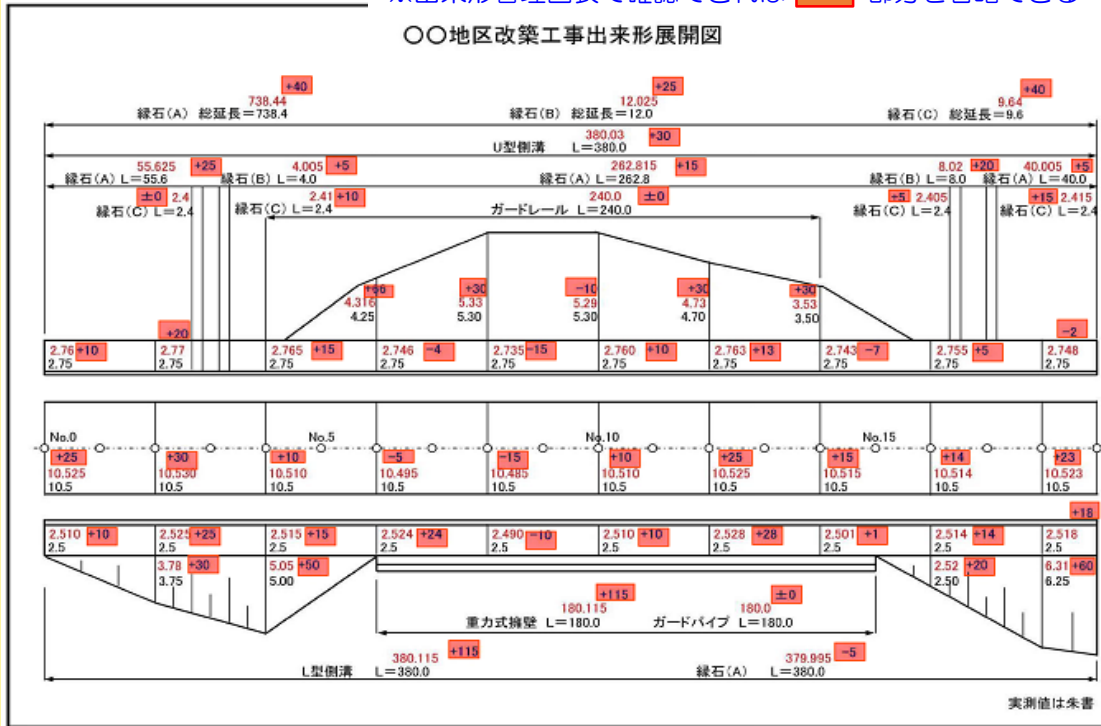 ○○地区改築工事出来形展開図
+40 +25 +40
738.44 12.025 9.64
縁石(A) 総延長=738.4 縁石(B) 総延長=12.0 縁石(C) 総延長=9.6
380.03 +30
U型側溝 L=380.0
55.625 +25 4.005 +5 262.815 +15 8.02 +20 40.005 +5
縁石(A) L=55.6 縁石(B) L=4.0 縁石(A) L=262.8 縁石(B) L=8.0 縁石(A) L=40.0
±0 2.4 2.41 +10 240.0 ±0 +5 2.405 +15 2.415
縁石(C) L=2.4 縁石(C) L=2.4 ガードレール L=240.0 縁石(C) L=2.4 縁石(C) L=2.4
+66 +30 -10 +30 +30
4.316 5.33 5.29 4.73 3.53
4.25 5.30 5.30 4.70 3.50
+20 -2
2.76 +10 2.77 2.765 +15 2.746 -4 2.735 -15 2.760 +10 2.763 +13 2.743 -7 2.755 +5 2.748
2.75 2.75 2.75 2.75 2.75 2.75 2.75 2.75 2.75 2.75
No.0 No.5 No.10 No.15
+25 +30 +10 -5 -15 +10 +25 +15 +14 +23
10.525 10.530 10.510 10.495 10.485 10.510 10.525 10.515 10.514 10.523
10.5 10.5 10.5 10.5 10.5 10.5 10.5 10.5 10.5 10.5
+18
2.510 +10 2.525 +25 2.515 +15 2.524 +24 2.490 -10 2.510 +10 2.528 +28 2.501 +1 2.514 +14 2.518
2.5 2.5 2.5 2.5 2.5 2.5 2.5 2.5 2.5 2.5
3.78 +30 5.05 +50 2.52 +20 6.31 +60
3.75 5.00 2.50 6.25
+115 ±0
180.115 180.0
重力式擁壁 L=180.0 ガードパイプ L=180.0
380.115 +115 379.995 -5
L型側溝 L=380.0 縁石(A) L=380.0
実測値は朱書